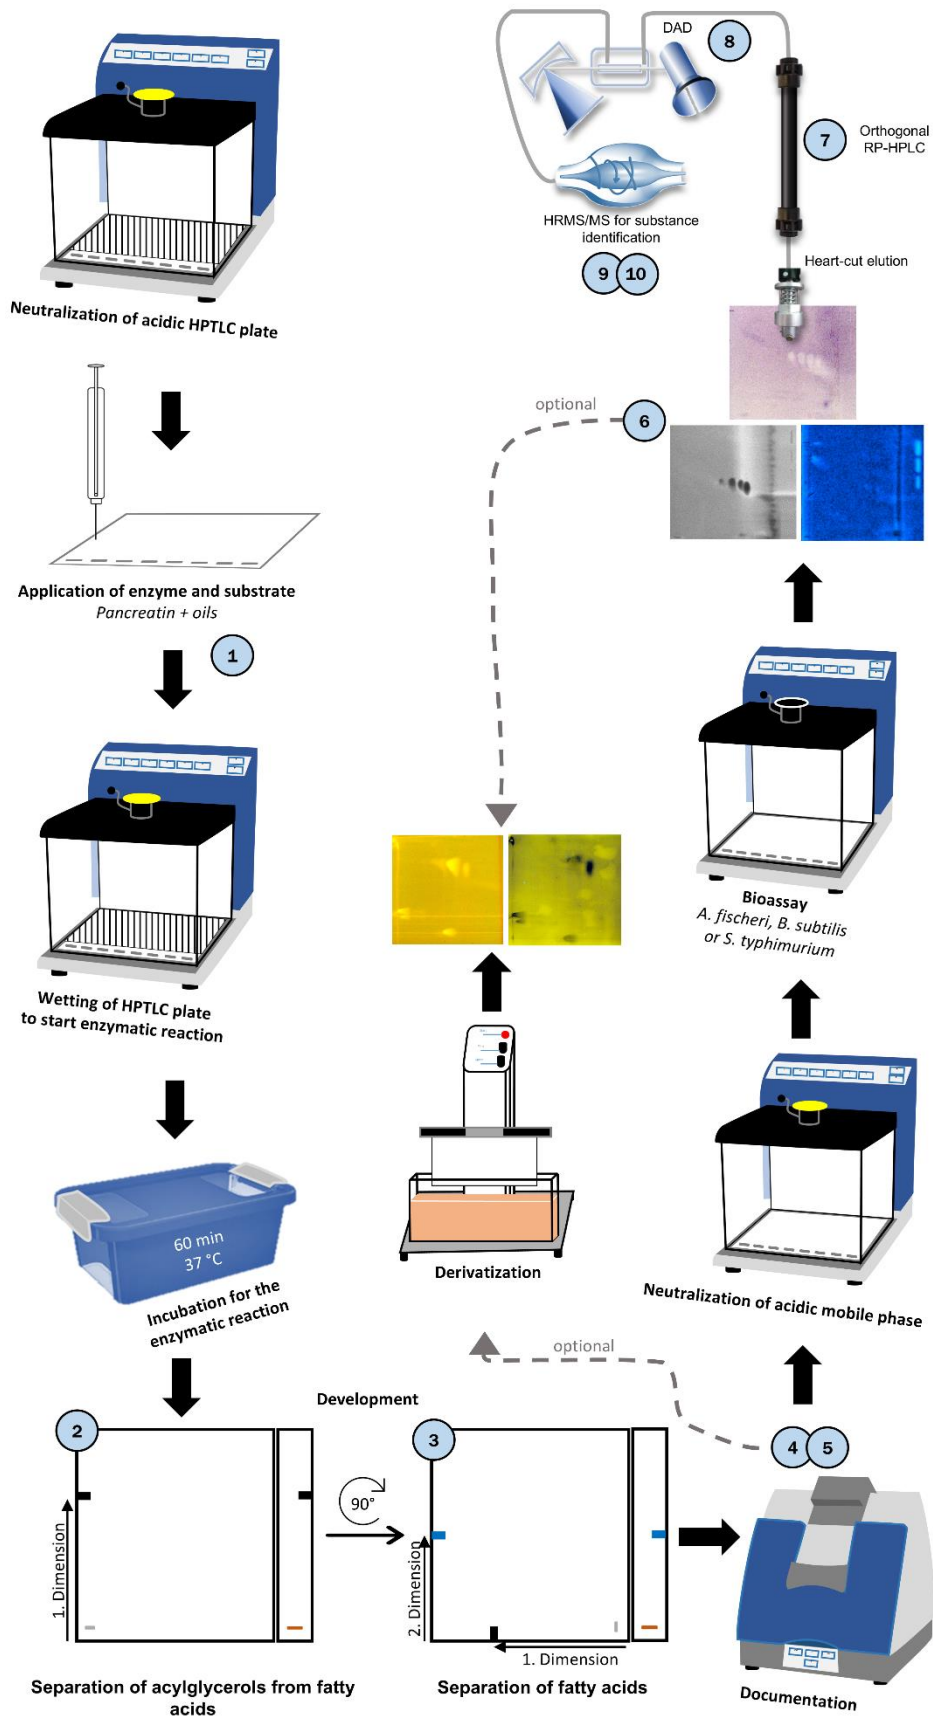 Neutralization of acidic HPTLC plate
Application of enzyme and substrate
Pancreatin + oils
1
Wetting of HPTLC plate
to start enzymatic reaction
60 min
37 °C
Incubation for the
enzymatic reaction
Development
2
1. Dimension
Separation of acylglycerols from fatty
acids
90°
3
2. Dimension
1. Dimension
Separation of fatty acids
4
5
Documentation
optional
Derivatization
Neutralization of acidic mobile phase
Bioassay
A. fischeri, B. subtilis
or S. typhimurium
6
optional
Heart-cut elution
7
Orthogonal
RP-HPLC
DAD
8
HRMS/MS for substance
identification
9
10